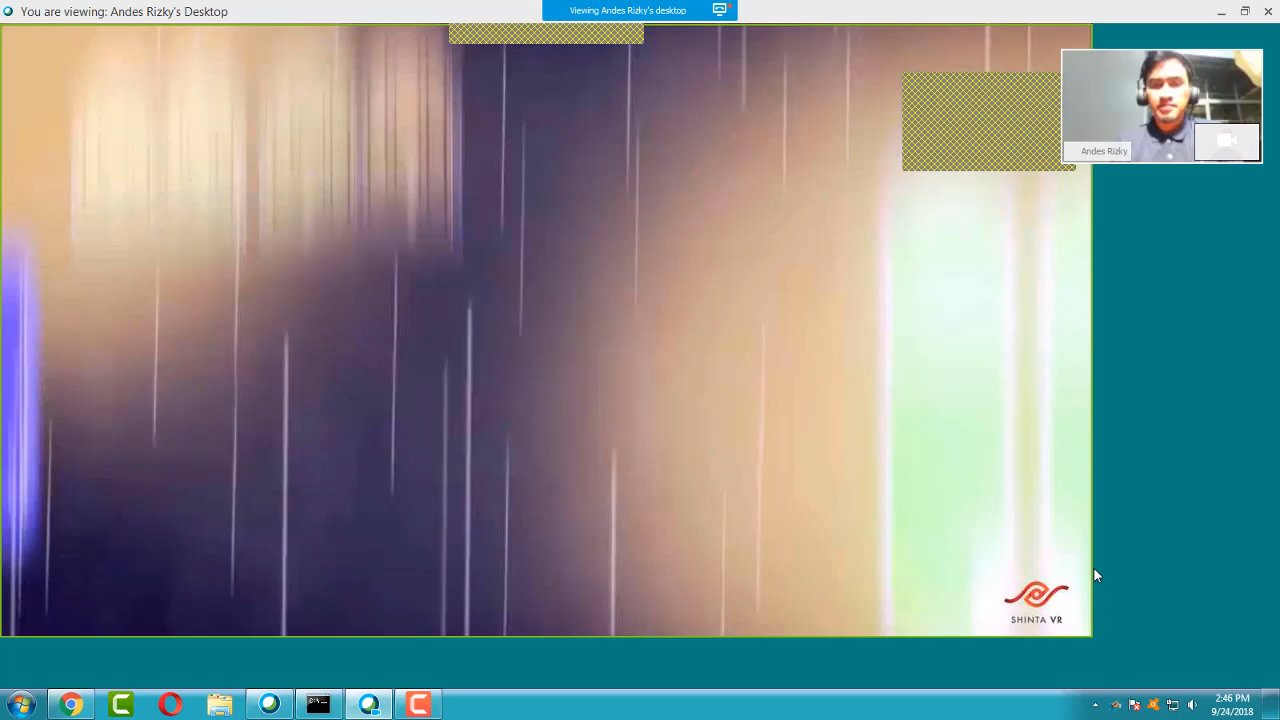 You are viewing: Andes Rizky's Desktop
Viewing Andes Rizky's desktop
Andes Rizky
SHINTA VR
C:\.
2:46 PM
9/24/2018